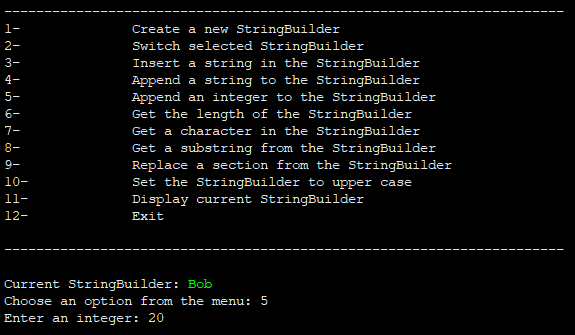 ----------------------------------------------------------------------
1-              Create a new StringBuilder
2-              Switch selected StringBuilder
3-              Insert a string in the StringBuilder
4-              Append a string to the StringBuilder
5-              Append an integer to the StringBuilder
6-              Get the length of the StringBuilder
7-              Get a character in the StringBuilder
8-              Get a substring from the StringBuilder
9-              Replace a section from the StringBuilder
10-             Set the StringBuilder to upper case
11-             Display current StringBuilder
12-             Exit
----------------------------------------------------------------------
Current StringBuilder: Bob
Choose an option from the menu: 5
Enter an integer: 20